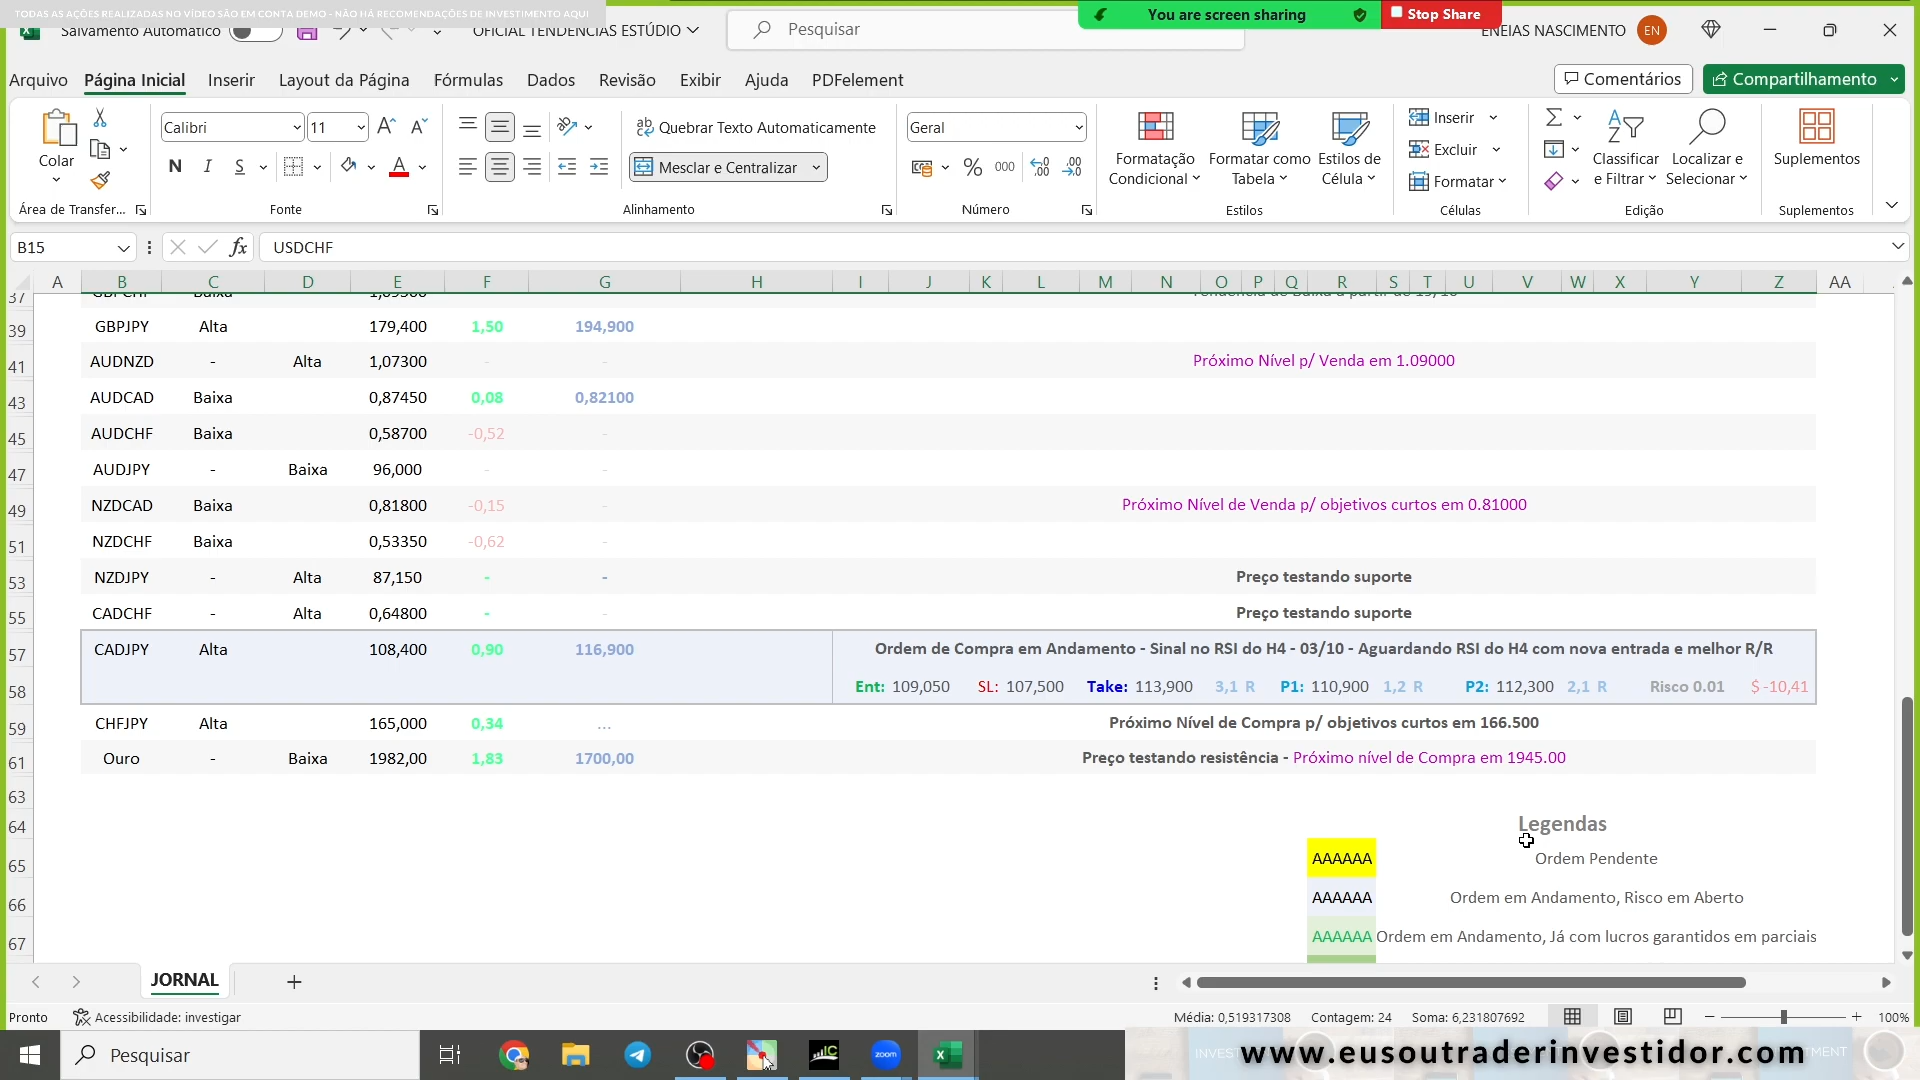 TODAS AS AÇÕES REALIZADAS NO VÍDEO SÃO EM CONTA DEMO - NÃO HÁ RECOMENDAÇÕES DE INVESTIMENTO AQUI
You are screen sharing
Stop Share
Salvamento Automático
OFICIAL TENDÊNCIAS ESTÚDIO
Pesquisar
ENEIAS NASCIMENTO
EN
Arquivo Página Inicial Inserir Layout da Página Fórmulas Dados Revisão Exibir Ajuda PDFelement
Comentários Compartilhamento
Colar
Calibri 11
N I S
Quebrar Texto Automaticamente
Mesclar e Centralizar
Geral
% 000
Formatação Condicional
Formatar como Tabela
Estilos de Célula
Inserir
Excluir
Formatar
Classificar e Filtrar
Localizar e Selecionar
Suplementos
Área de Transfer... Fonte Alinhamento Número Estilos Células Edição Suplementos
B15 fx USDCHF
A B C D E F G H I J K L M N O P Q R S T U V W X Y Z AA
37
39 GBPJPY Alta 179,400 1,50 194,900
41 AUDNZD - Alta 1,07300 - - Próximo Nível p/ Venda em 1.09000
43 AUDCAD Baixa 0,87450 0,08 0,82100
45 AUDCHF Baixa 0,58700 -0,52 -
47 AUDJPY - Baixa 96,000 - -
49 NZDCAD Baixa 0,81800 -0,15 - Próximo Nível de Venda p/ objetivos curtos em 0.81000
51 NZDCHF Baixa 0,53350 -0,62 -
53 NZDJPY - Alta 87,150 - - Preço testando suporte
55 CADCHF - Alta 0,64800 - - Preço testando suporte
57 CADJPY Alta 108,400 0,90 116,900 Ordem de Compra em Andamento - Sinal no RSI do H4 - 03/10 - Aguardando RSI do H4 com nova entrada e melhor R/R
58 Ent: 109,050 SL: 107,500 Take: 113,900 3,1 R P1: 110,900 1,2 R P2: 112,300 2,1 R Risco 0.01 $ -10,41
59 CHFJPY Alta 165,000 0,34 ... Próximo Nível de Compra p/ objetivos curtos em 166.500
61 Ouro - Baixa 1982,00 1,83 1700,00 Preço testando resistência - Próximo nível de Compra em 1945.00
63
64 Legendas
65 AAAAAA Ordem Pendente
66 AAAAAA Ordem em Andamento, Risco em Aberto
67 AAAAAA Ordem em Andamento, Já com lucros garantidos em parciais
JORNAL
Pronto Acessibilidade: investigar Média: 0,519317308 Contagem: 24 Soma: 6,231807692 100%
Pesquisar
zoom
www.eusoutraderinvestidor.com